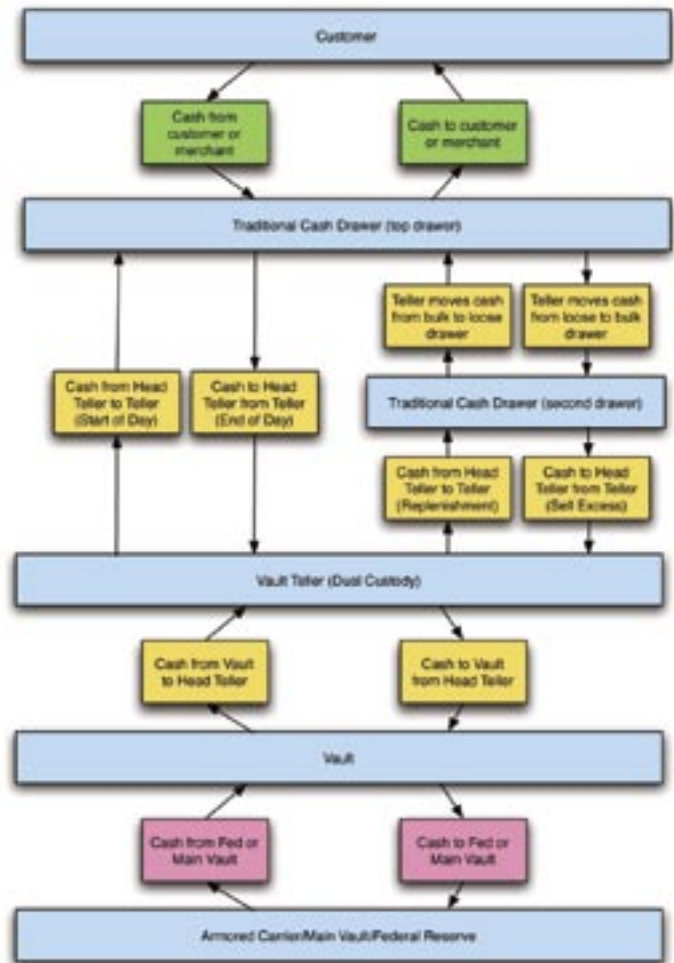 Customer
Cash from
customer or
merchant
Cash to customer
or merchant
Traditional Cash Drawer (top drawer)
Teller moves cash
from bulk to loose
drawer
Teller moves cash
from loose to bulk
drawer
Cash from Head
Teller to Teller
(Start of Day)
Cash to Head
Teller from Teller
(End of Day)
Traditional Cash Drawer (second drawer)
Cash from Head
Teller to Teller
(Replenishment)
Cash to Head
Teller from Teller
(Sell Excess)
Vault Teller (Dual Custody)
Cash from Vault
to Head Teller
Cash to Vault
from Head Teller
Vault
Cash from Fed or
Main Vault
Cash to Fed or
Main Vault
Armored Carrier/Main Vault/Federal Reserve